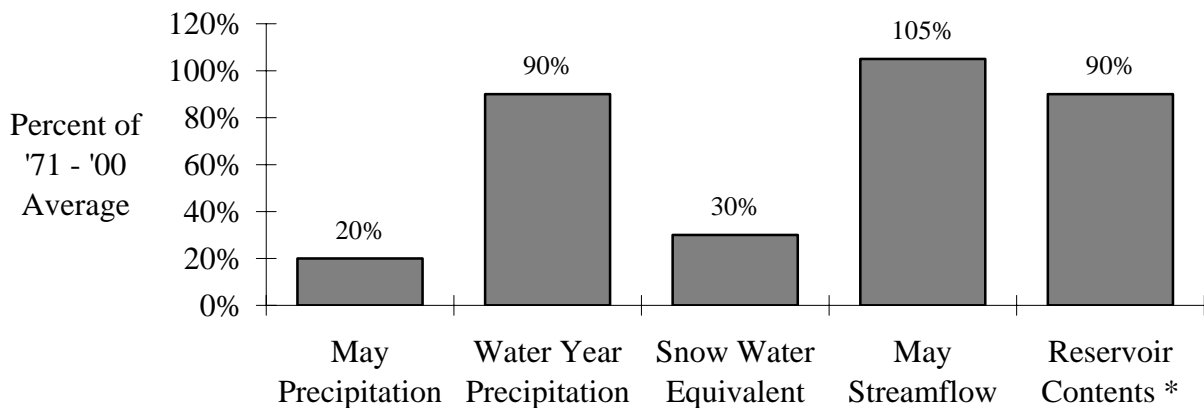 Percent of
'71 - '00
Average
120%
100%
80%
60%
40%
20%
0%
20%
90%
30%
105%
90%
May
Precipitation
Water Year
Precipitation
Snow Water
Equivalent
May
Streamflow
Reservoir
Contents *